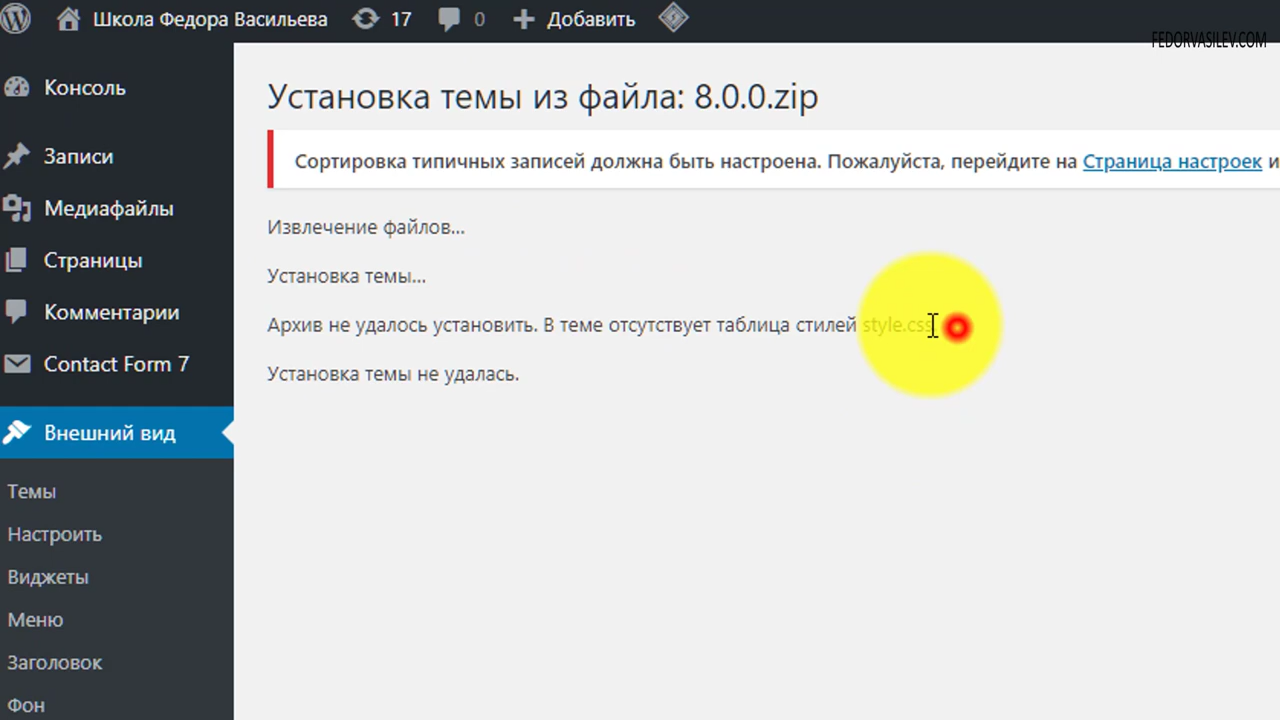 Школа Федора Васильева 17 0 Добавить
FEDORVASILEV.COM
Консоль
Записи
Медиафайлы
Страницы
Комментарии
Contact Form 7
Внешний вид
Темы
Настроить
Виджеты
Меню
Заголовок
Фон
Установка темы из файла: 8.0.0.zip
Сортировка типичных записей должна быть настроена. Пожалуйста, перейдите на Страница настроек и
Извлечение файлов...
Установка темы...
Архив не удалось установить. В теме отсутствует таблица стилей style.css.
Установка темы не удалась.